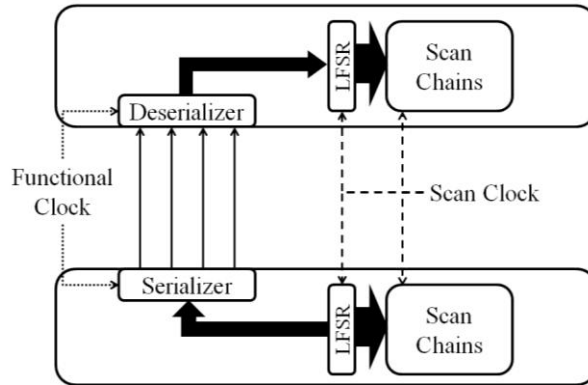 LFSR
Scan
Chains
Deserializer
Functional
Clock
Scan Clock
Serializer
LFSR
Scan
Chains